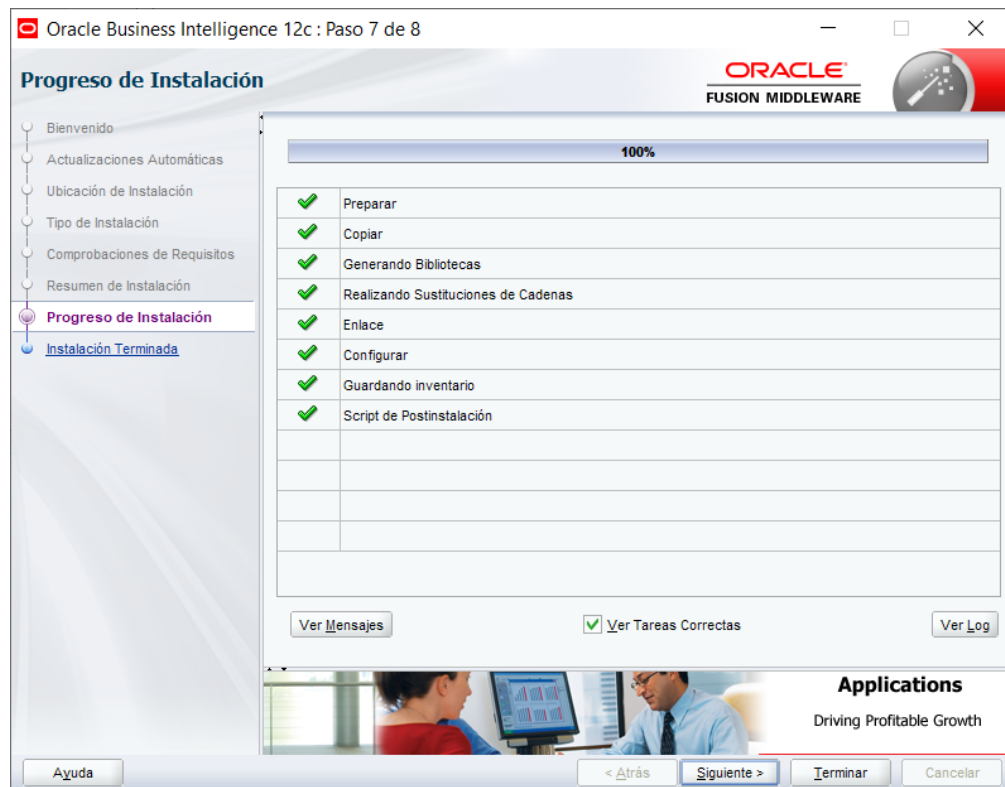 Oracle Business Intelligence 12c : Paso 7 de 8
Progreso de Instalación
ORACLE
FUSION MIDDLEWARE
Bienvenido
Actualizaciones Automáticas
Ubicación de Instalación
Tipo de Instalación
Comprobaciones de Requisitos
Resumen de Instalación
Progreso de Instalación
Instalación Terminada
100%
Preparar
Copiar
Generando Bibliotecas
Realizando Sustituciones de Cadenas
Enlace
Configurar
Guardando inventario
Script de Postinstalación
Ver Mensajes
Ver Tareas Correctas
Ver Log
Applications
Driving Profitable Growth
Ayuda
< Atrás
Siguiente >
Terminar
Cancelar